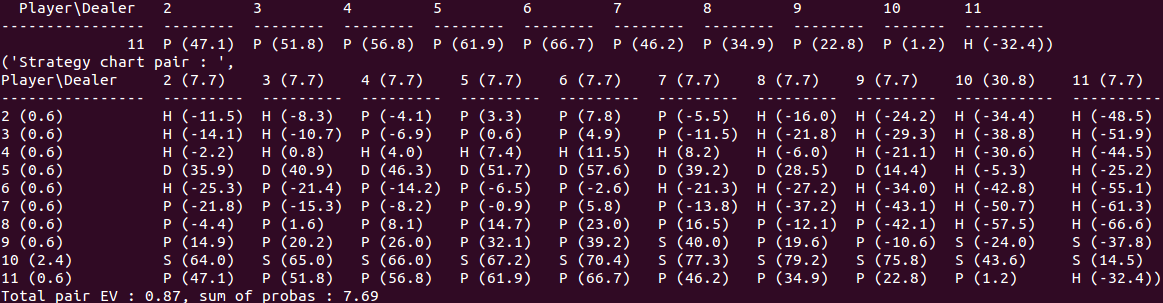 Player\Dealer 2 3 4 5 6 7 8 9 10 11
--------------- -------- -------- -------- -------- -------- -------- -------- -------- ------- ---------
11 P (47.1) P (51.8) P (56.8) P (61.9) P (66.7) P (46.2) P (34.9) P (22.8) P (1.2) H (-32.4))
('Strategy chart pair : ',
Player\Dealer 2 (7.7) 3 (7.7) 4 (7.7) 5 (7.7) 6 (7.7) 7 (7.7) 8 (7.7) 9 (7.7) 10 (30.8) 11 (7.7)
--------------- --------- --------- --------- -------- -------- --------- --------- --------- --------- ---------
2 (0.6) H (-11.5) H (-8.3) P (-4.1) P (3.3) P (7.8) P (-5.5) H (-16.0) H (-24.2) H (-34.4) H (-48.5)
3 (0.6) H (-14.1) H (-10.7) P (-6.9) P (0.6) P (4.9) P (-11.5) H (-21.8) H (-29.3) H (-38.8) H (-51.9)
4 (0.6) H (-2.2) H (0.8) H (4.0) H (7.4) H (11.5) H (8.2) H (-6.0) H (-21.1) H (-30.6) H (-44.5)
5 (0.6) D (35.9) D (40.9) D (46.3) D (51.7) D (57.6) D (39.2) D (28.5) D (14.4) H (-5.3) H (-25.2)
6 (0.6) H (-25.3) P (-21.4) P (-14.2) P (-6.5) P (-2.6) H (-21.3) H (-27.2) H (-34.0) H (-42.8) H (-55.1)
7 (0.6) P (-21.8) P (-15.3) P (-8.2) P (-0.9) P (5.8) P (-13.8) H (-37.2) H (-43.1) H (-50.7) H (-61.3)
8 (0.6) P (-4.4) P (1.6) P (8.1) P (14.7) P (23.0) P (16.5) P (-12.1) P (-42.1) H (-57.5) H (-66.6)
9 (0.6) P (14.9) P (20.2) P (26.0) P (32.1) P (39.2) S (40.0) P (19.6) P (-10.6) S (-24.0) S (-37.8)
10 (2.4) S (64.0) S (65.0) S (66.0) S (67.2) S (70.4) S (77.3) S (79.2) S (75.8) S (43.6) S (14.5)
11 (0.6) P (47.1) P (51.8) P (56.8) P (61.9) P (66.7) P (46.2) P (34.9) P (22.8) P (1.2) H (-32.4))
Total pair EV : 0.87, sum of probas : 7.69